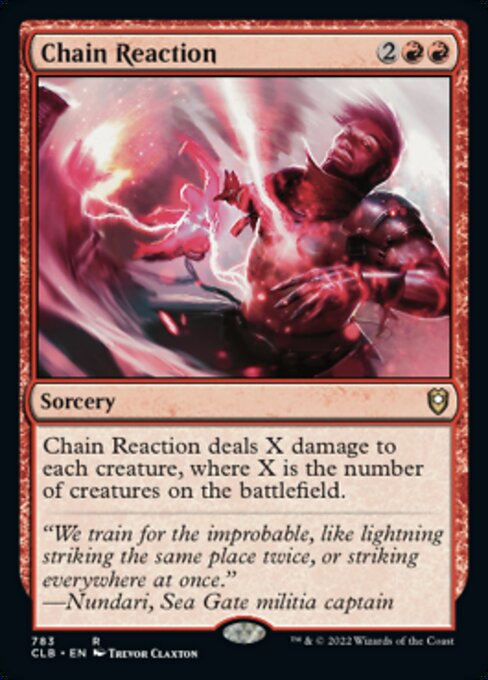 Chain Reaction 2
Sorcery
Chain Reaction deals X damage to
each creature, where X is the number
of creatures on the battlefield.
“We train for the improbable, like lightning
striking the same place twice, or striking
everywhere at once.”
—Nundari, Sea Gate militia captain
783 R
CLB • EN Trevor Claxton
™ & © 2022 Wizards of the Coast